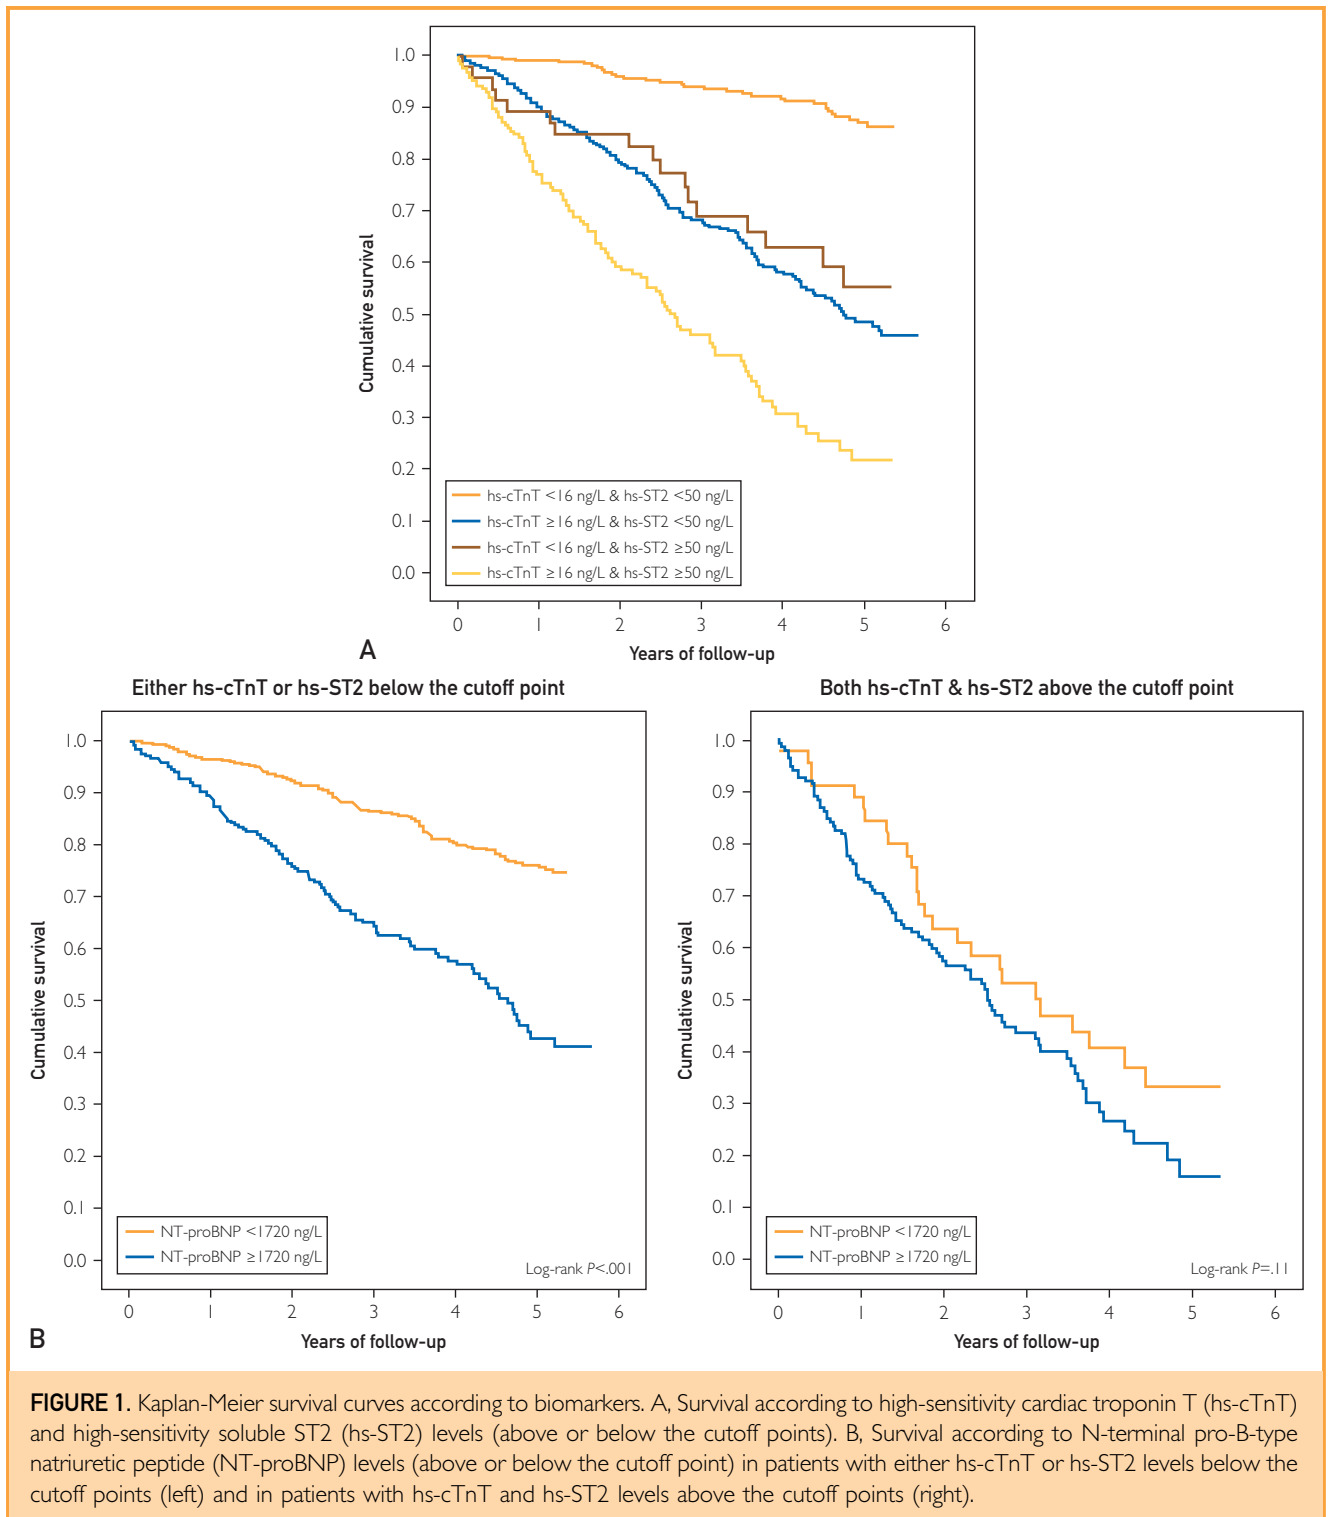 1.0
0.9
0.8
0.7
0.6
0.5
0.4
0.3
0.2
0.1
0.0
Cumulative survival
hs-cTnT <16 ng/L & hs-ST2 <50 ng/L
hs-cTnT ≥16 ng/L & hs-ST2 <50 ng/L
hs-cTnT <16 ng/L & hs-ST2 ≥50 ng/L
hs-cTnT ≥16 ng/L & hs-ST2 ≥50 ng/L
0 1 2 3 4 5 6
Years of follow-up
A
Either hs-cTnT or hs-ST2 below the cutoff point
1.0
0.9
0.8
0.7
0.6
0.5
0.4
0.3
0.2
0.1
0.0
Cumulative survival
NT-proBNP <1720 ng/L
NT-proBNP ≥1720 ng/L
Log-rank P<.001
0 1 2 3 4 5 6
Years of follow-up
Both hs-cTnT & hs-ST2 above the cutoff point
1.0
0.9
0.8
0.7
0.6
0.5
0.4
0.3
0.2
0.1
0.0
Cumulative survival
NT-proBNP <1720 ng/L
NT-proBNP ≥1720 ng/L
Log-rank P=.11
0 1 2 3 4 5 6
Years of follow-up
B
FIGURE 1. Kaplan-Meier survival curves according to biomarkers. A, Survival according to high-sensitivity cardiac troponin T (hs-cTnT)
and high-sensitivity soluble ST2 (hs-ST2) levels (above or below the cutoff points). B, Survival according to N-terminal pro-B-type
natriuretic peptide (NT-proBNP) levels (above or below the cutoff point) in patients with either hs-cTnT or hs-ST2 levels below the
cutoff points (left) and in patients with hs-cTnT and hs-ST2 levels above the cutoff points (right).